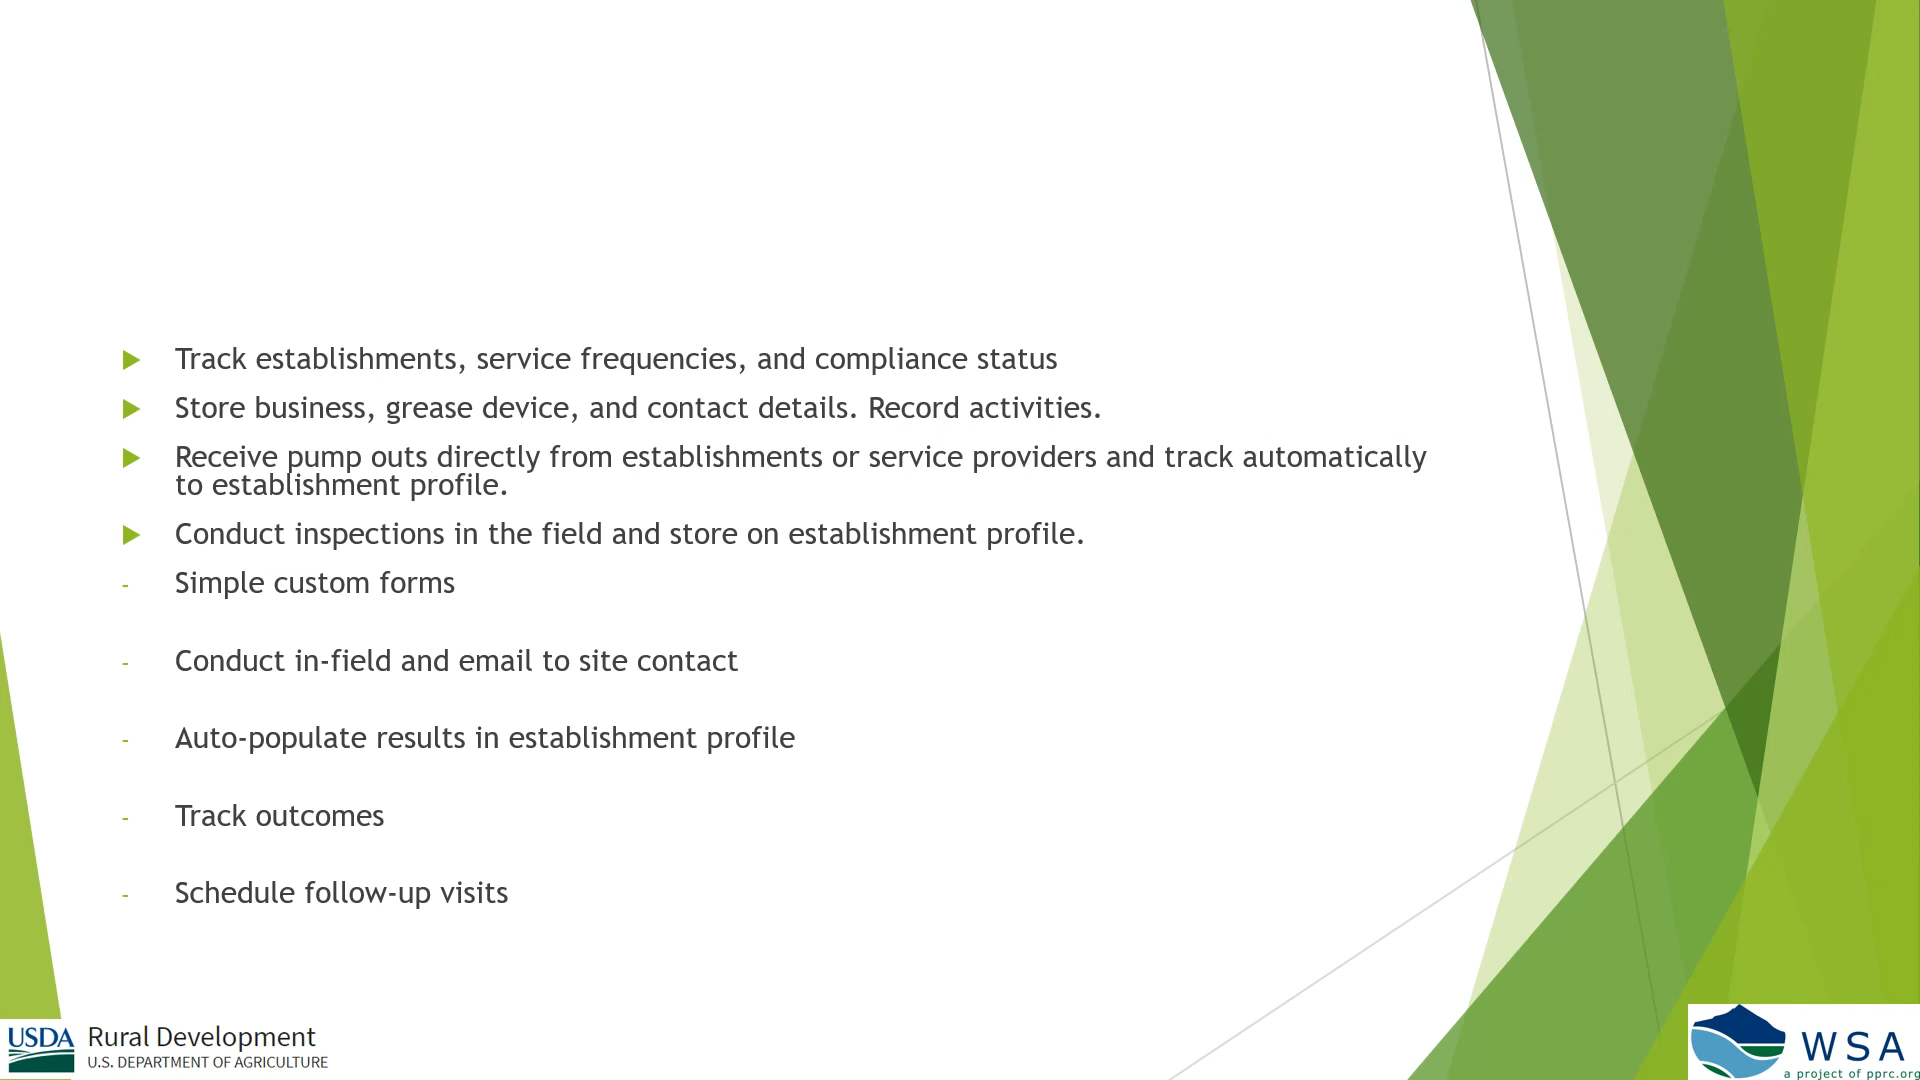 Track establishments, service frequencies, and compliance status
Store business, grease device, and contact details. Record activities.
Receive pump outs directly from establishments or service providers and track automatically
to establishment profile.
Conduct inspections in the field and store on establishment profile.
- Simple custom forms
- Conduct in-field and email to site contact
- Auto-populate results in establishment profile
- Track outcomes
- Schedule follow-up visits
USDA Rural Development
U.S. DEPARTMENT OF AGRICULTURE
WSA
a project of pprc.org